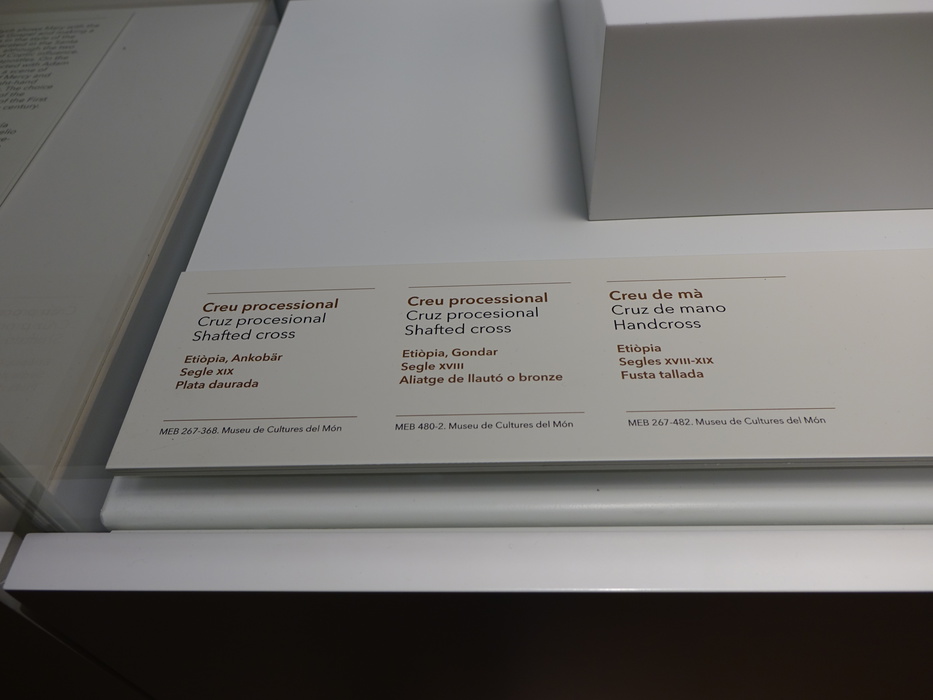 Creu processional
Cruz procesional
Shafted cross
Etiòpia, Ankobär
Segle XIX
Plata daurada
MEB 267-368. Museu de Cultures del Món
Creu processional
Cruz procesional
Shafted cross
Etiòpia, Gondar
Segle XVIII
Aliatge de llautó o bronze
MEB 480-2. Museu de Cultures del Món
Creu de mà
Cruz de mano
Handcross
Etiòpia
Segles XVIII-XIX
Fusta tallada
MEB 267-482. Museu de Cultures del Món